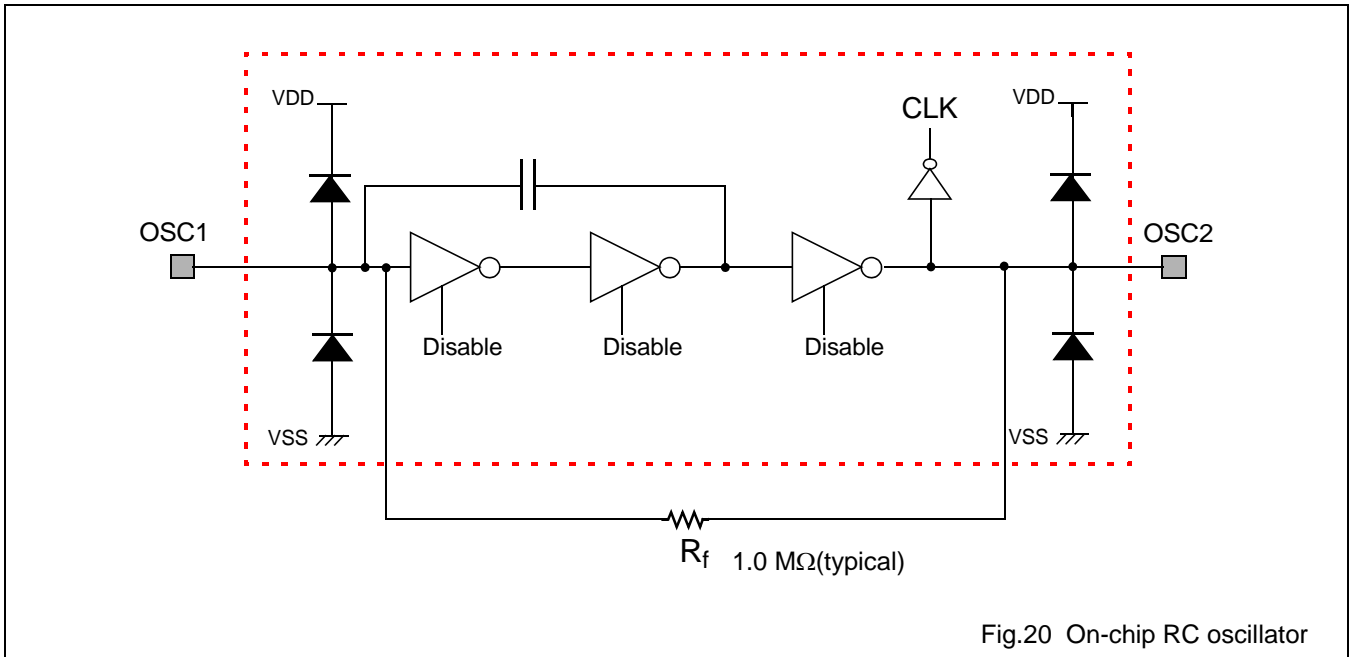 VDD
CLK
VDD
OSC1
OSC2
Disable
Disable
Disable
VSS
VSS
Rf 1.0 MΩ(typical)
Fig.20 On-chip RC oscillator